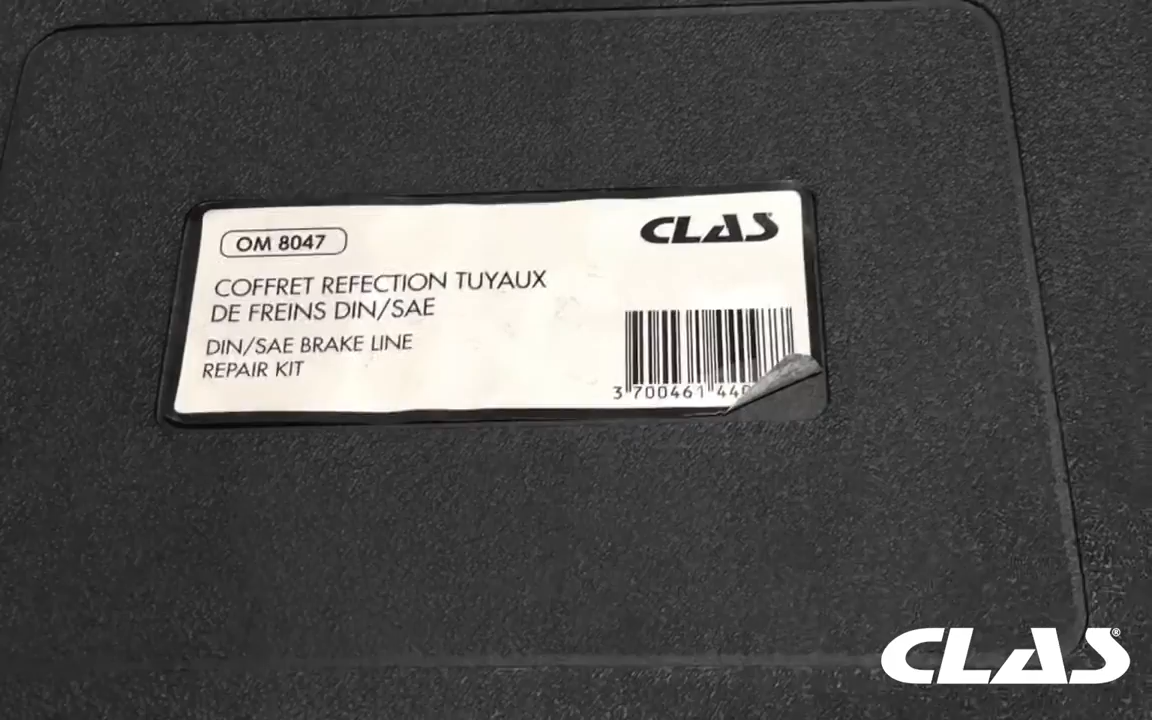 OM 8047
CLAS
COFFRET REFECTION TUYAUX
DE FREINS DIN/SAE
DIN/SAE BRAKE LINE
REPAIR KIT
3 700461 44
CLAS®